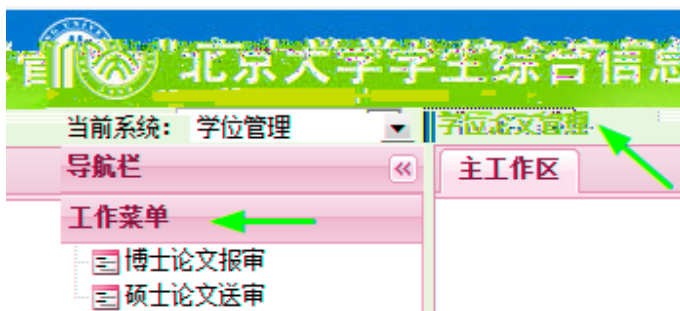 北京大学学生综合信息
当前系统： 学位管理 学位论文管理
导航栏 主工作区
工作菜单
博士论文报审
硕士论文送审